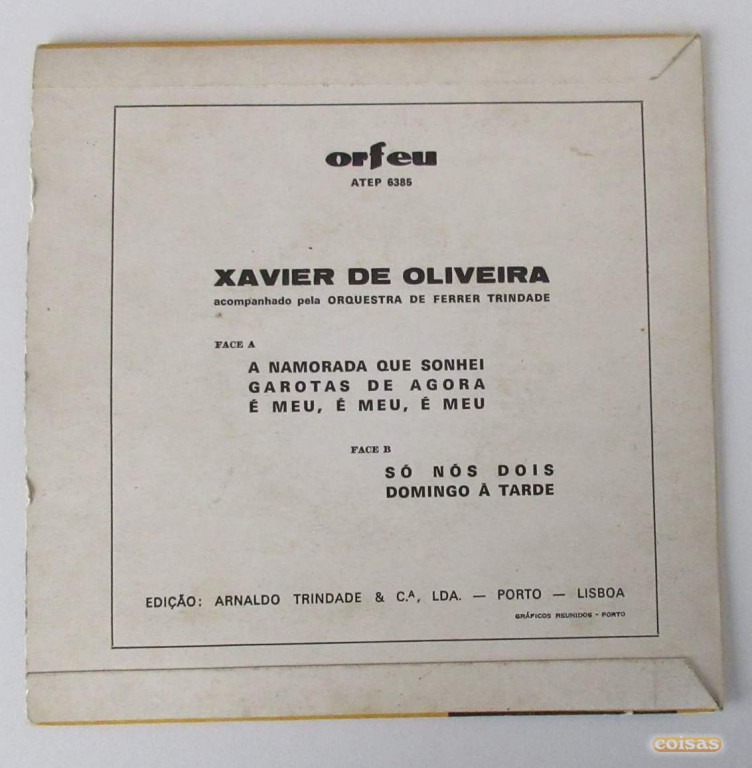 orfeu
ATEP 6385
XAVIER DE OLIVEIRA
acompanhado pela ORQUESTRA DE FERRER TRINDADE
FACE A
A NAMORADA QUE SONHEI
GAROTAS DE AGORA
É MEU, É MEU, É MEU
FACE B
SÓ NÓS DOIS
DOMINGO À TARDE
EDIÇÃO: ARNALDO TRINDADE & C.ª, LDA. — PORTO — LISBOA
GRÁFICOS REUNIDOS - PORTO
coisas